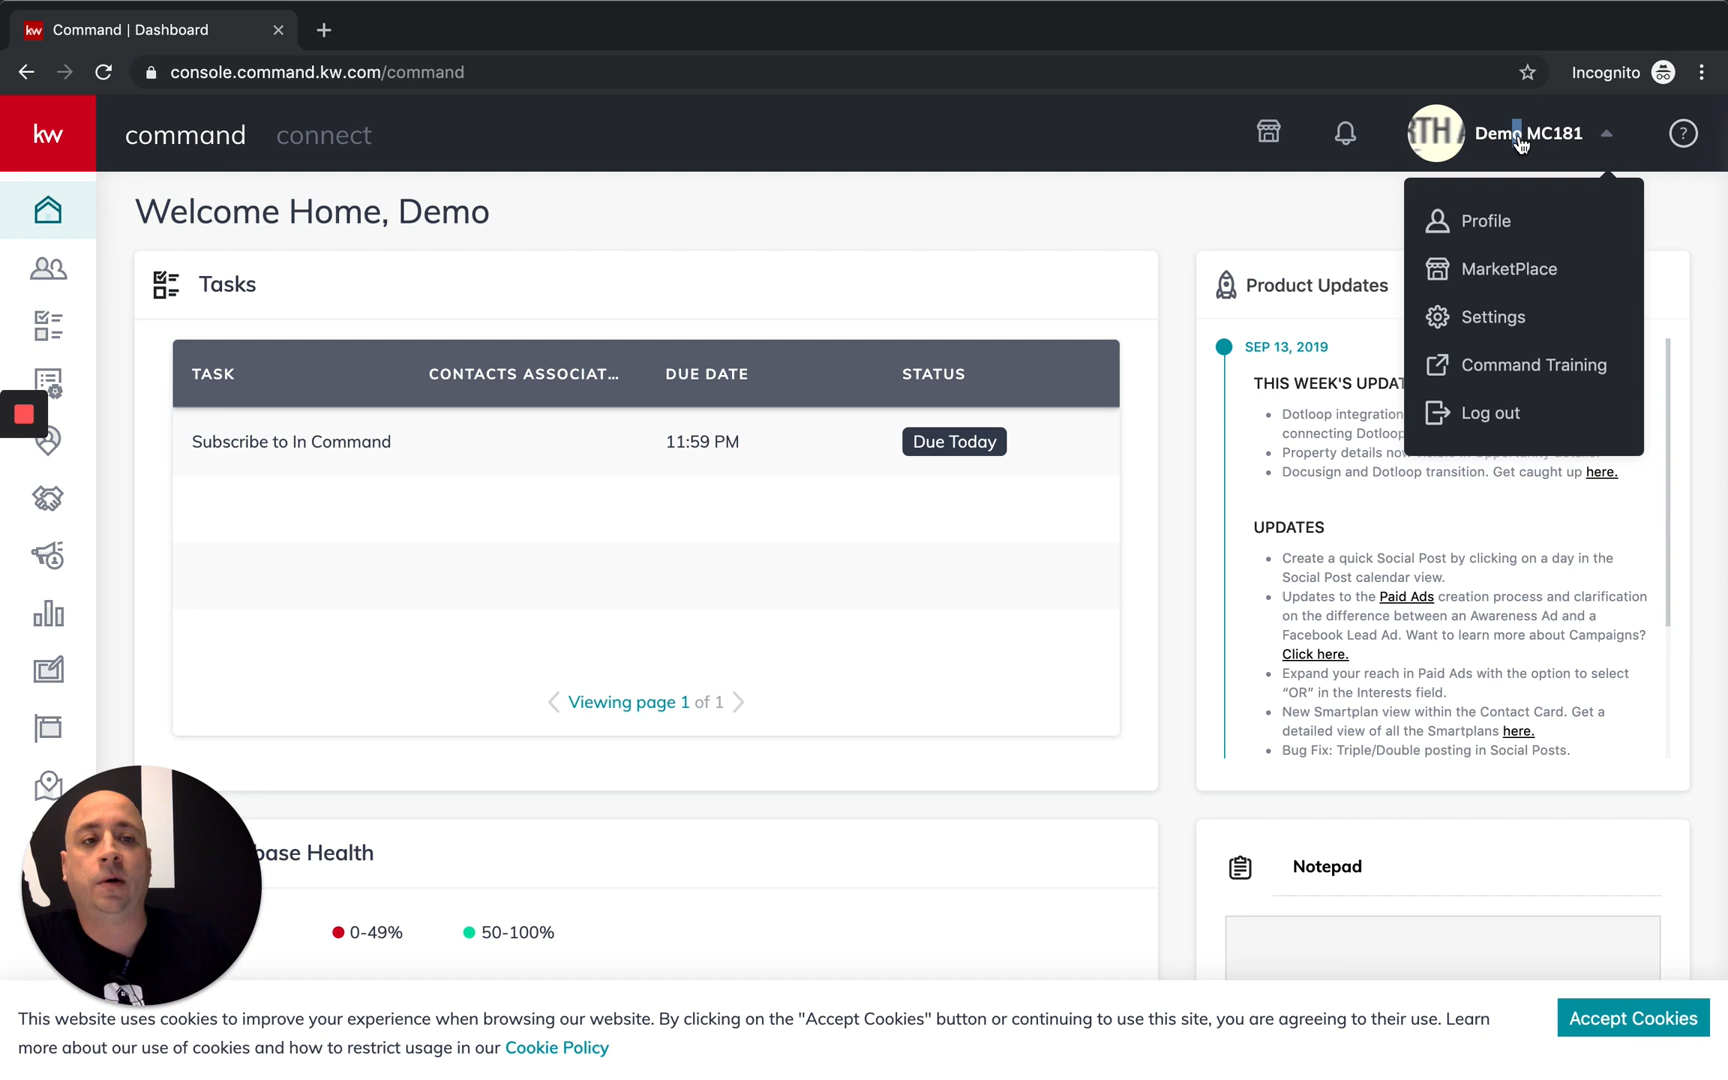 kw Command | Dashboard
console.command.kw.com/command
Incognito
kw
command connect
Demo MC181
Welcome Home, Demo
Profile
MarketPlace
Settings
Command Training
Log out
Tasks
TASK CONTACTS ASSOCIAT... DUE DATE STATUS
Subscribe to In Command 11:59 PM Due Today
Viewing page 1 of 1
Product Updates
SEP 13, 2019
THIS WEEK'S UPDAT
Dotloop integration
connecting Dotloop
Property details
Docusign and Dotloop transition. Get caught up here.
UPDATES
Create a quick Social Post by clicking on a day in the
Social Post calendar view.
Updates to the Paid Ads creation process and clarification
on the difference between an Awareness Ad and a
Facebook Lead Ad. Want to learn more about Campaigns?
Click here.
Expand your reach in Paid Ads with the option to select
“OR” in the Interests field.
New Smartplan view within the Contact Card. Get a
detailed view of all the Smartplans here.
Bug Fix: Triple/Double posting in Social Posts.
base Health
0-49% 50-100%
Notepad
This website uses cookies to improve your experience when browsing our website. By clicking on the "Accept Cookies" button or continuing to use this site, you are agreeing to their use. Learn
more about our use of cookies and how to restrict usage in our Cookie Policy
Accept Cookies